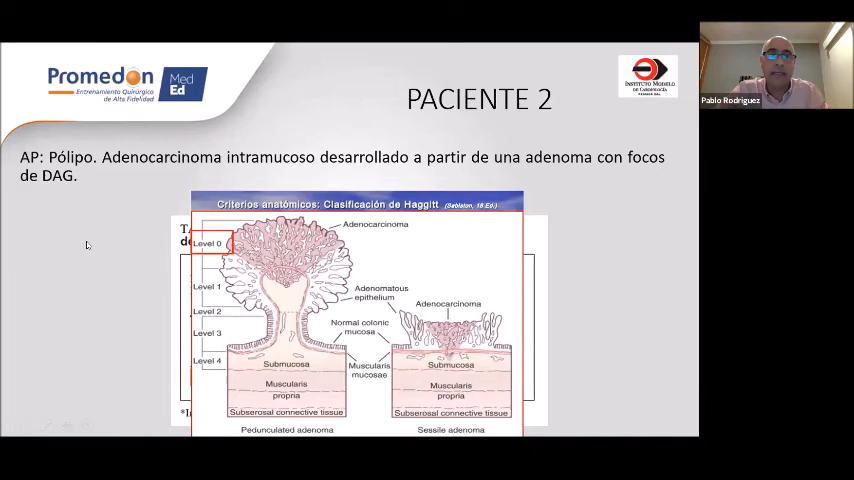 Promedon
Entrenamiento Quirúrgico
de Alta Fidelidad
Med
Ed
INSTITUTO MODELO
DE CARDIOLOGÍA
PACIENTE 2
Pablo Rodriguez
AP: Pólipo. Adenocarcinoma intramucoso desarrollado a partir de una adenoma con focos
de DAG.
Criterios anatómicos: Clasificación de Haggitt (Sabiston, 18 Ed.)
Adenocarcinoma
Level 0
Level 1
Adenomatous
epithelium
Adenocarcinoma
Level 2
Normal colonic
mucosa
Level 3
Level 4
Submucosa
Muscularis
mucosae
Submucosa
Muscularis
propria
Muscularis
propria
Subserosal connective tissue
Subserosal connective tissue
Pedunculated adenoma
Sessile adenoma